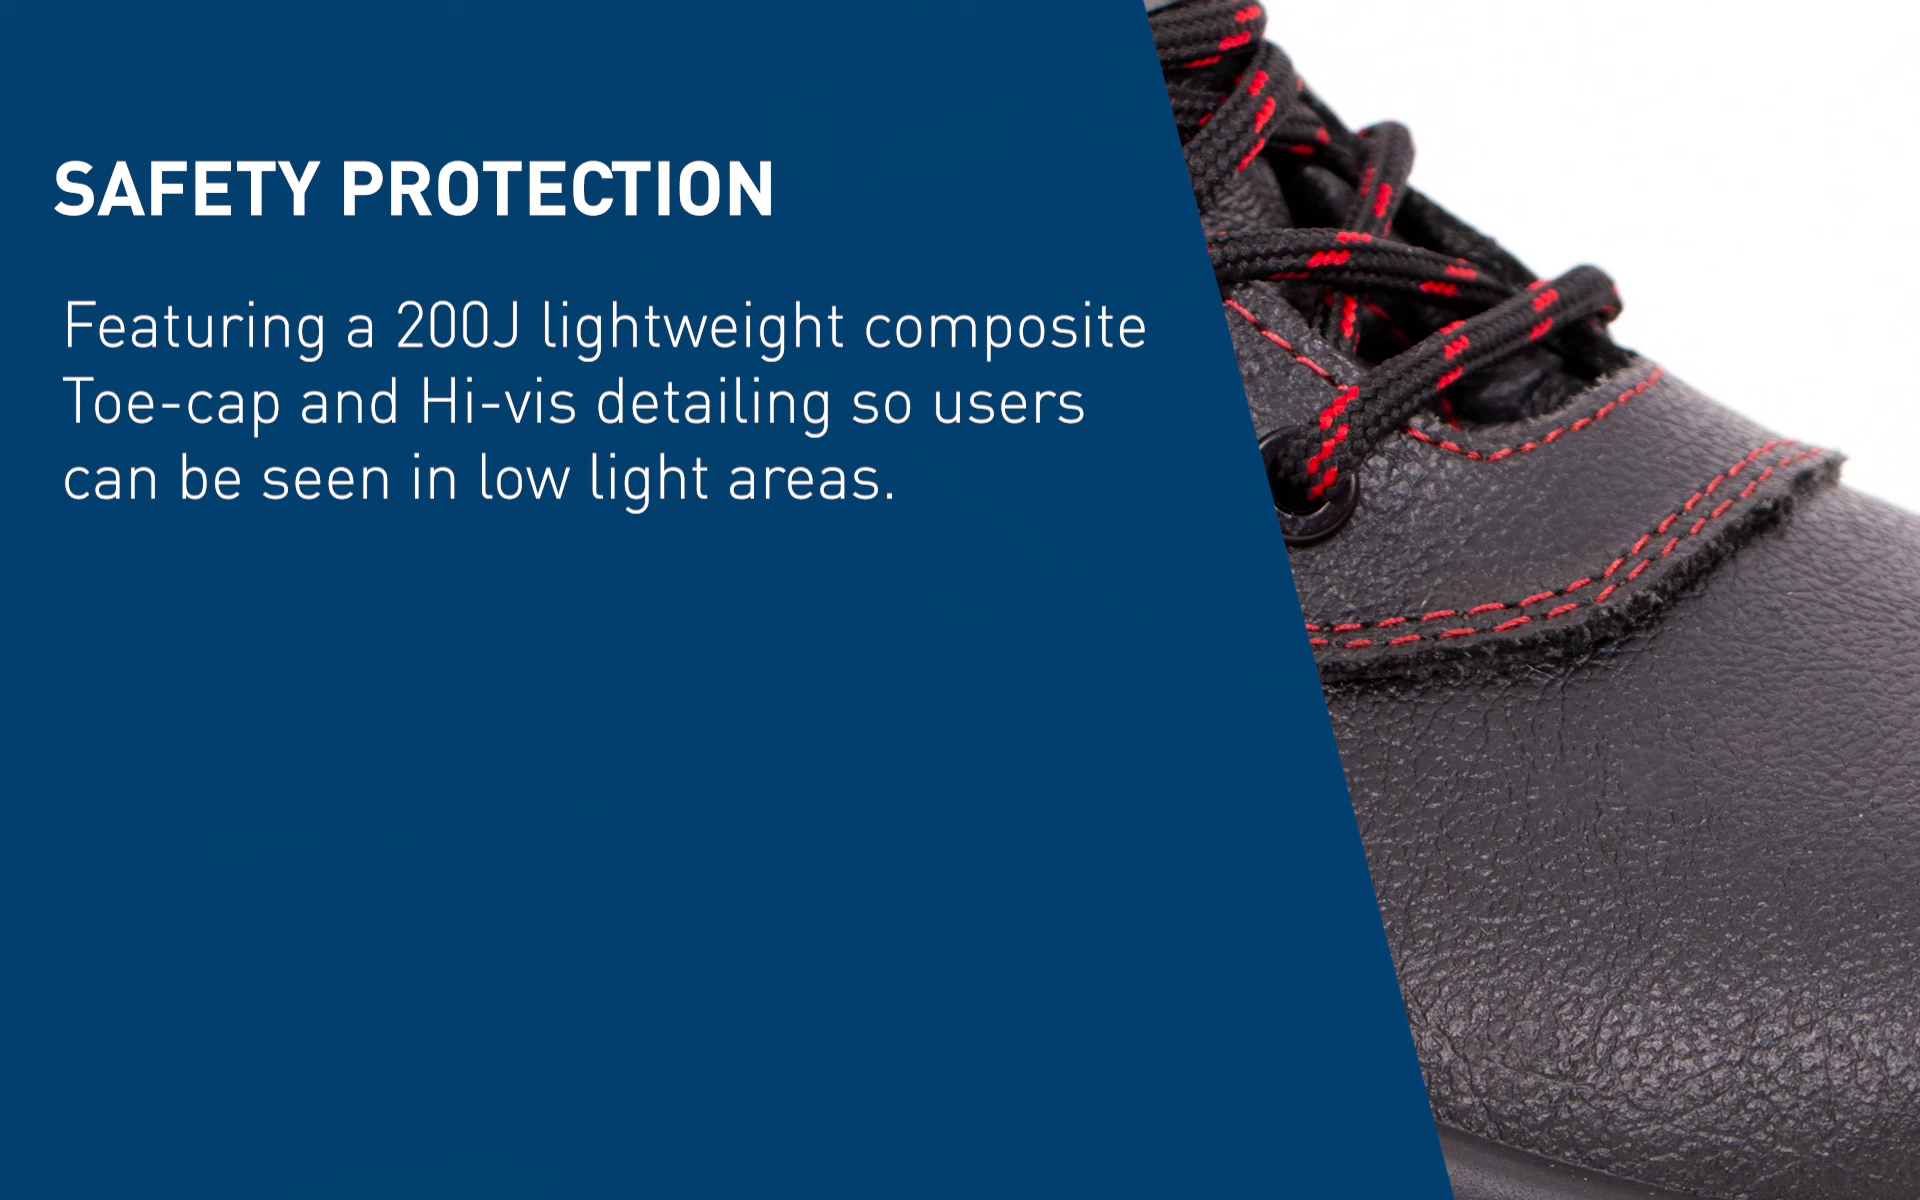 SAFETY PROTECTION
Featuring a 200J lightweight composite
Toe-cap and Hi-vis detailing so users
can be seen in low light areas.